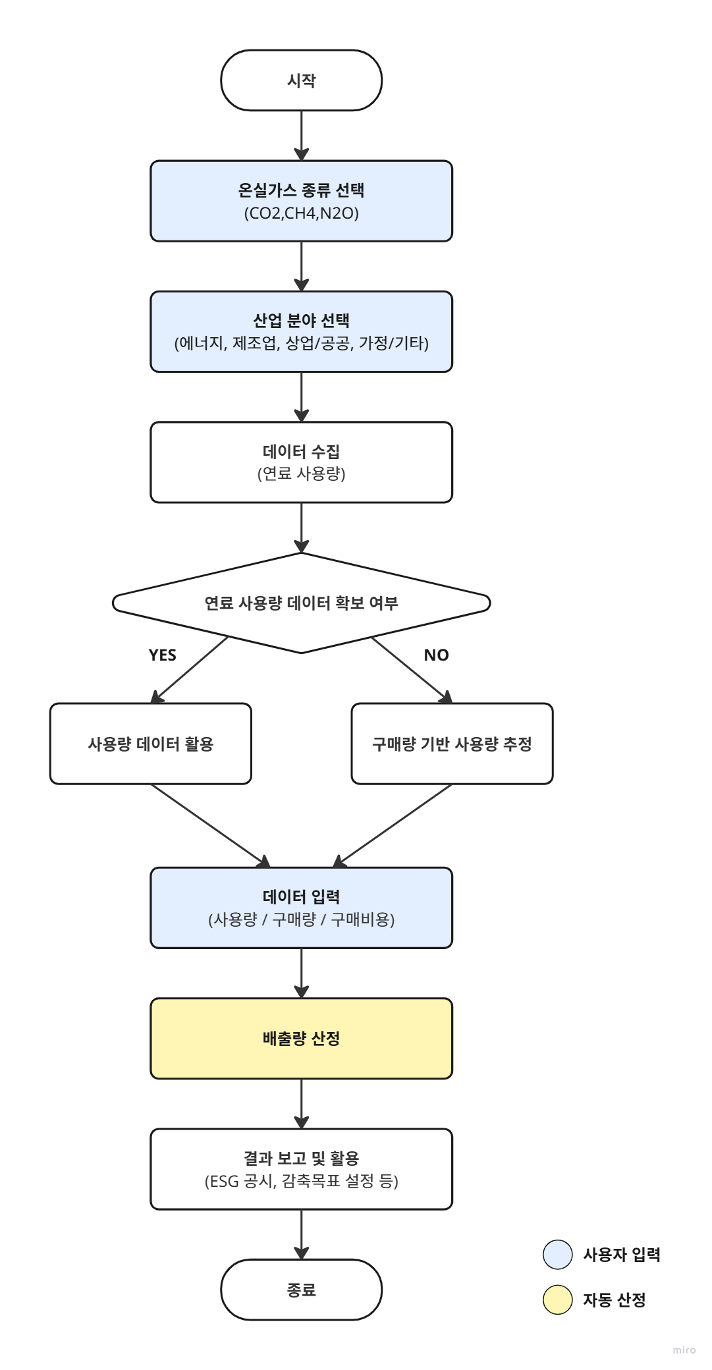 시작
온실가스 종류 선택
(CO2,CH4,N2O)
산업 분야 선택
(에너지, 제조업, 상업/공공, 가정/기타)
데이터 수집
(연료 사용량)
연료 사용량 데이터 확보 여부
YES
NO
사용량 데이터 활용
구매량 기반 사용량 추정
데이터 입력
(사용량 / 구매량 / 구매비용)
배출량 산정
결과 보고 및 활용
(ESG 공시, 감축목표 설정 등)
종료
사용자 입력
자동 산정
miro